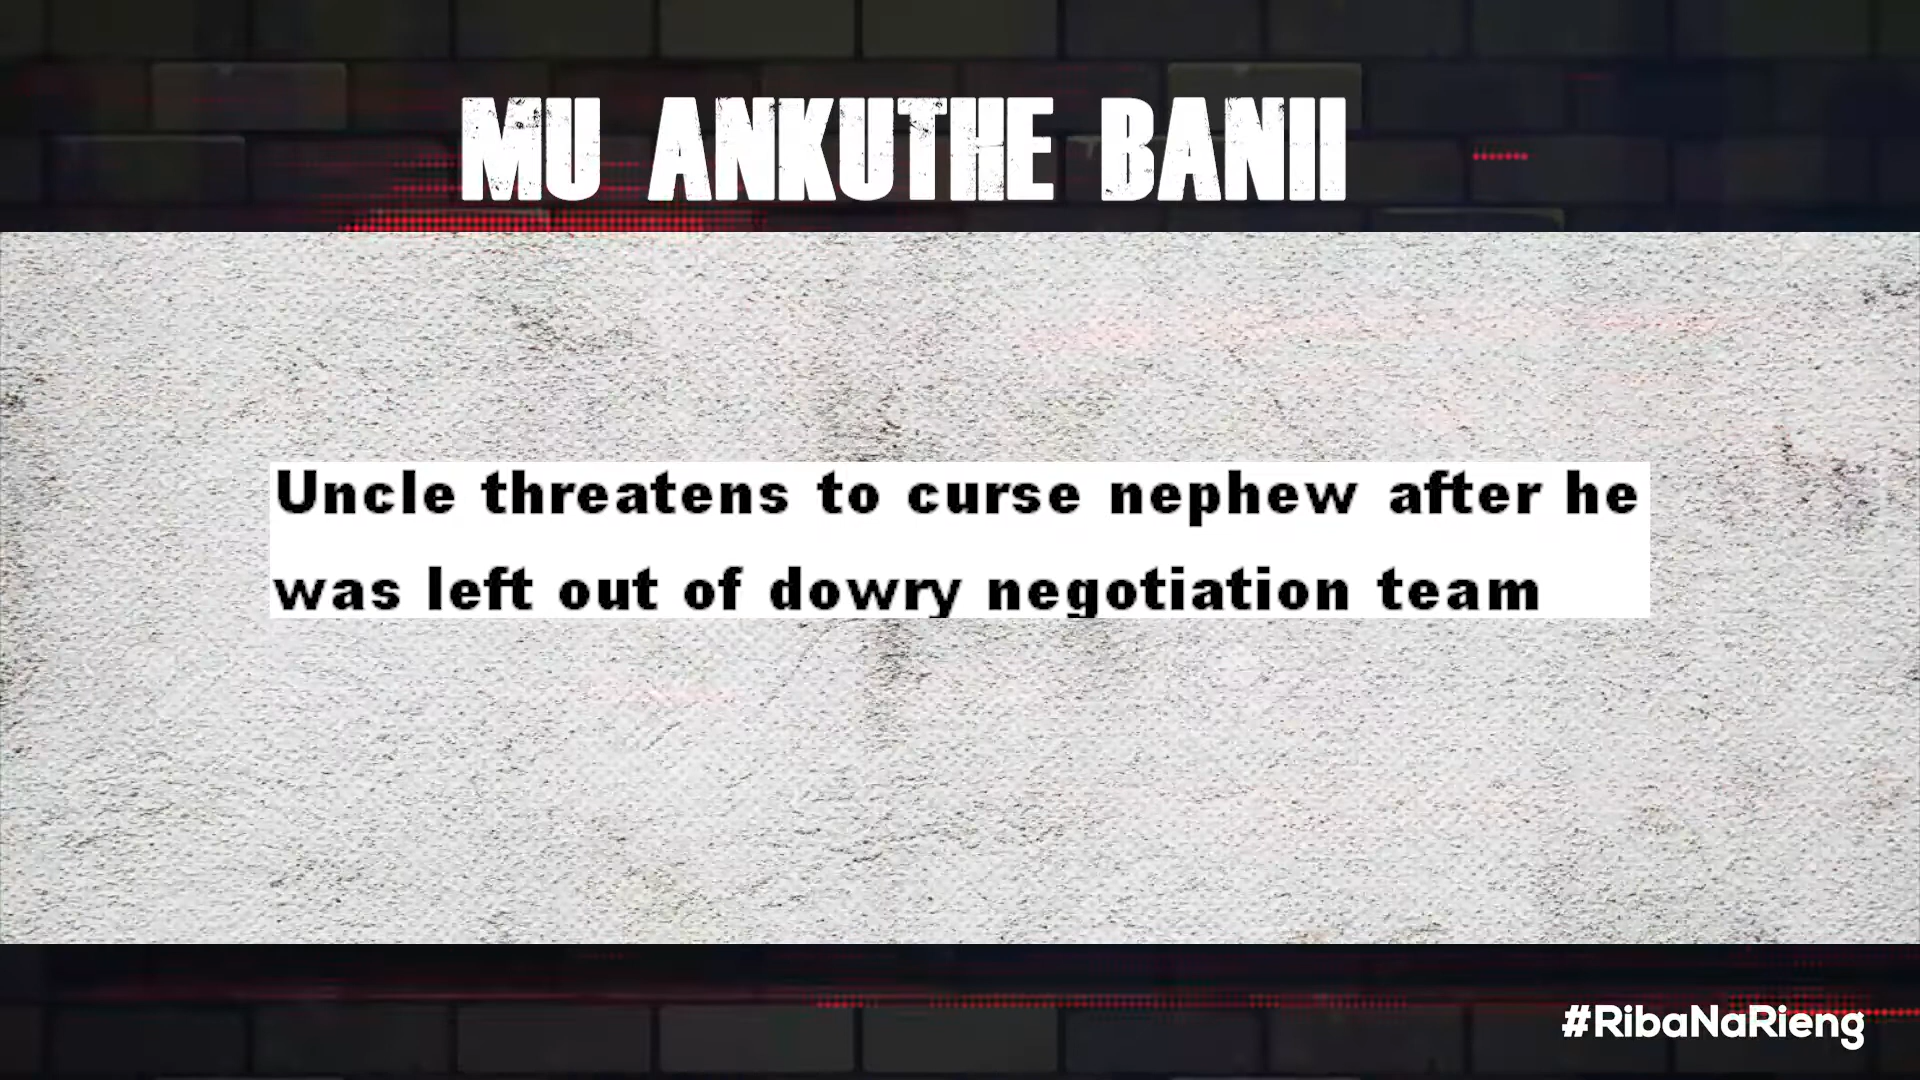 MU ANKUTHE BANII
Uncle threatens to curse nephew after he
was left out of dowry negotiation team
#RibaNaRieng